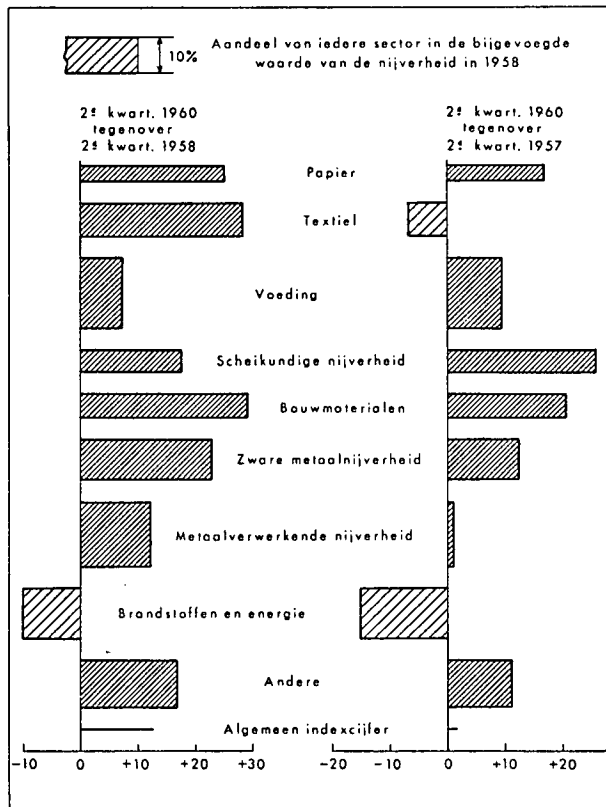 10%
Aandeel van iedere sector in de bijgevoegde
waarde van de nijverheid in 1958
2e kwart. 1960
tegenover
2e kwart. 1958
2e kwart. 1960
tegenover
2e kwart. 1957
Papier
Textiel
Voeding
Scheikundige nijverheid
Bouwmaterialen
Zware metaalnijverheid
Metaalverwerkende nijverheid
Brandstoffen en energie
Andere
Algemeen indexcijfer
-10 0 +10 +20 +30 -20 -10 0 +10 +20